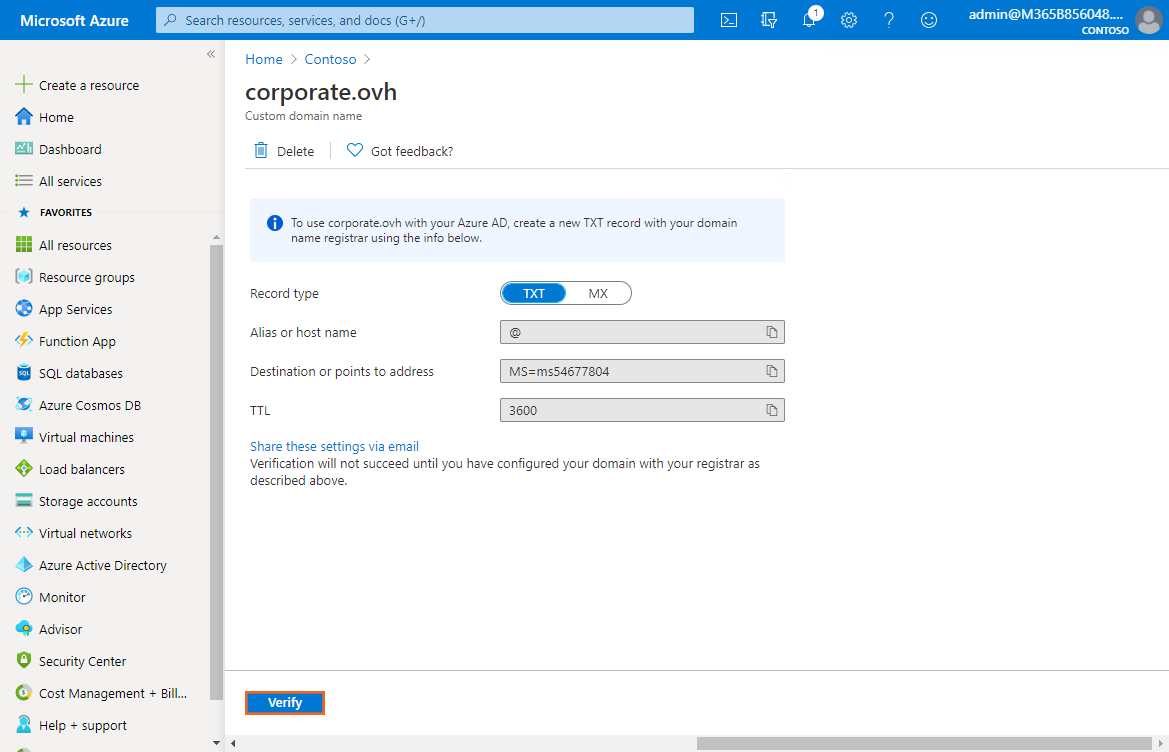 Microsoft Azure
Search resources, services, and docs (G+/)
1
admin@M365B856048....
CONTOSO
Create a resource
Home
Dashboard
All services
FAVORITES
All resources
Resource groups
App Services
Function App
SQL databases
Azure Cosmos DB
Virtual machines
Load balancers
Storage accounts
Virtual networks
Azure Active Directory
Monitor
Advisor
Security Center
Cost Management + Bill...
Help + support
Home > Contoso >
corporate.ovh
Custom domain name
Delete
Got feedback?
To use corporate.ovh with your Azure AD, create a new TXT record with your domain
name registrar using the info below.
Record type
TXT MX
Alias or host name
@
Destination or points to address
MS=ms54677804
TTL
3600
Share these settings via email
Verification will not succeed until you have configured your domain with your registrar as
described above.
Verify